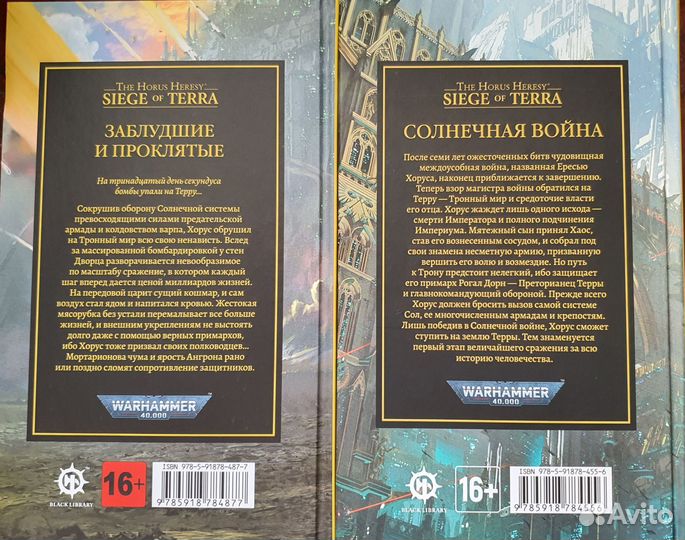 THE HORUS HERESY
SIEGE OF TERRA
ЗАБЛУДШИЕ
И ПРОКЛЯТЫЕ
На тринадцатый день секундуса
бомбы упали на Терру...
Сокрушив оборону Солнечной системы
превосходящими силами предательской
армады и колдовством варпа, Хорус обрушил
на Тронный мир всю свою ненависть. Вслед
за массированной бомбардировкой у стен
Дворца разворачивается невообразимое
по масштабу сражение, в котором каждый
шаг вперед дается ценой миллионов жизней.
На передовой царит сущий кошмар, и сам
воздух стал ядом и напитался кровью. Жестокая
мясорубка без устали перемалывает все больше
жизней, и внешним укреплениям не выстоять
долго даже с помощью верных примархов,
ибо Хорус тоже призвал своих полководцев...
Мортарионова чума и ярость Ангрона рано
или поздно сломят сопротивление защитников.
WARHAMMER
40,000
BLACK LIBRARY
16+
ISBN 978-5-91878-487-7
9 785918 784877
THE HORUS HERESY
SIEGE OF TERRA
СОЛНЕЧНАЯ ВОЙНА
После семи лет ожесточенных битв чудовищная
междоусобная война, названная Ересью
Хоруса, наконец приближается к завершению.
Теперь взор магистра войны обратился на
Терру — Тронный мир и средоточие власти
его отца. Хорус жаждет лишь одного исхода —
смерти Императора и полного подчинения
Империума. Мятежный сын принял Хаос,
став его вознесенным сосудом, и собрал под
свои знамена несметную армию, призванную
вершить его волю и возмездие. Но путь
к Трону предстоит нелегкий, ибо защищает
его примарх Рогал Дорн — Преторианец Терры
и главнокомандующий обороной. Прежде всего
Хорус должен бросить вызов самой системе
Сол, ее многочисленным армадам и крепостям.
Лишь победив в Солнечной войне, Хорус сможет
ступить на землю Терры. Тем знаменуется
первый этап величайшего сражения за всю
историю человечества.
WARHAMMER
40,000
BLACK LIBRARY
16+
ISBN 978-5-91878-455-6
9 785918 784556
Avito